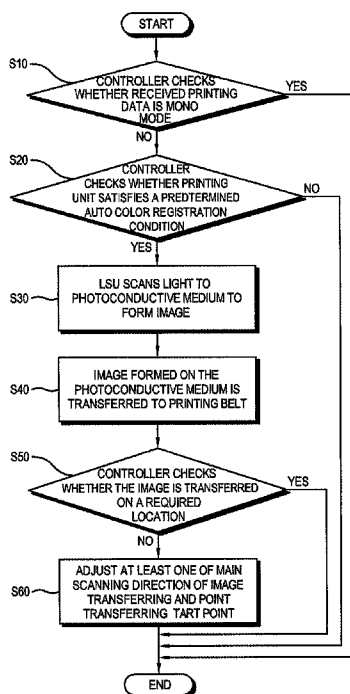 START
S10
CONTROLLER CHECKS
WHETHER RECEIVED PRINTING
DATA IS MONO
MODE
YES
NO
S20
CONTROLLER
CHECKS WHETHER PRINTING
UNIT SATISFIES A PREDTERMINED
AUTO COLOR REGISTRATION
CONDITION
NO
YES
S30
LSU SCANS LIGHT TO
PHOTOCONDUCTIVE MEDIUM TO
FORM IMAGE
S40
IMAGE FORMED ON THE
PHOTOCONDUCTIVE MEDIUM IS
TRANSFERRED TO PRINTING BELT
S50
CONTROLLER CHECKS
WHETHER THE IMAGE IS TRANSFERRED
ON A REQUIRED
LOCATION
YES
NO
S60
ADJUST AT LEAST ONE OF MAIN
SCANNING DIRECTION OF IMAGE
TRANSFERRING AND POINT
TRANSFERRING TART POINT
END